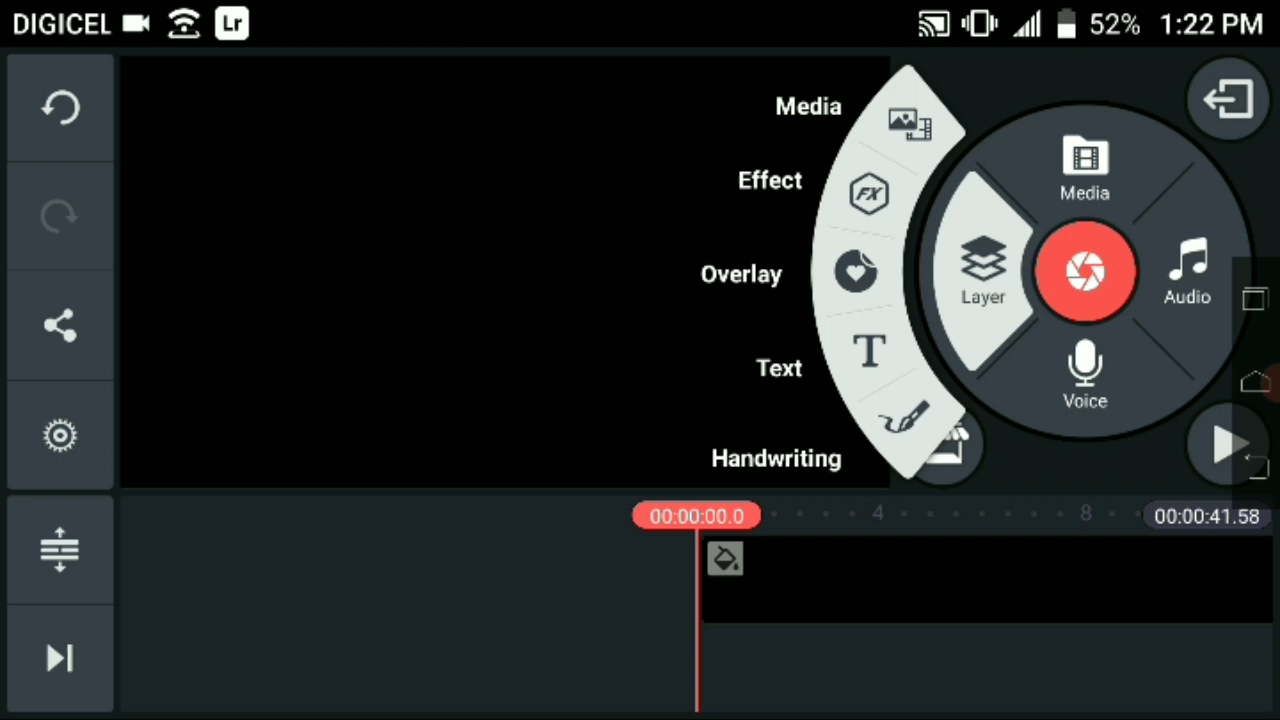 DIGICEL Lr 52% 1:22 PM
Media
Effect
Overlay
Text
Handwriting
FX
T
Media
Layer
Audio
Voice
00:00:00.0 4 8 00:00:41.58